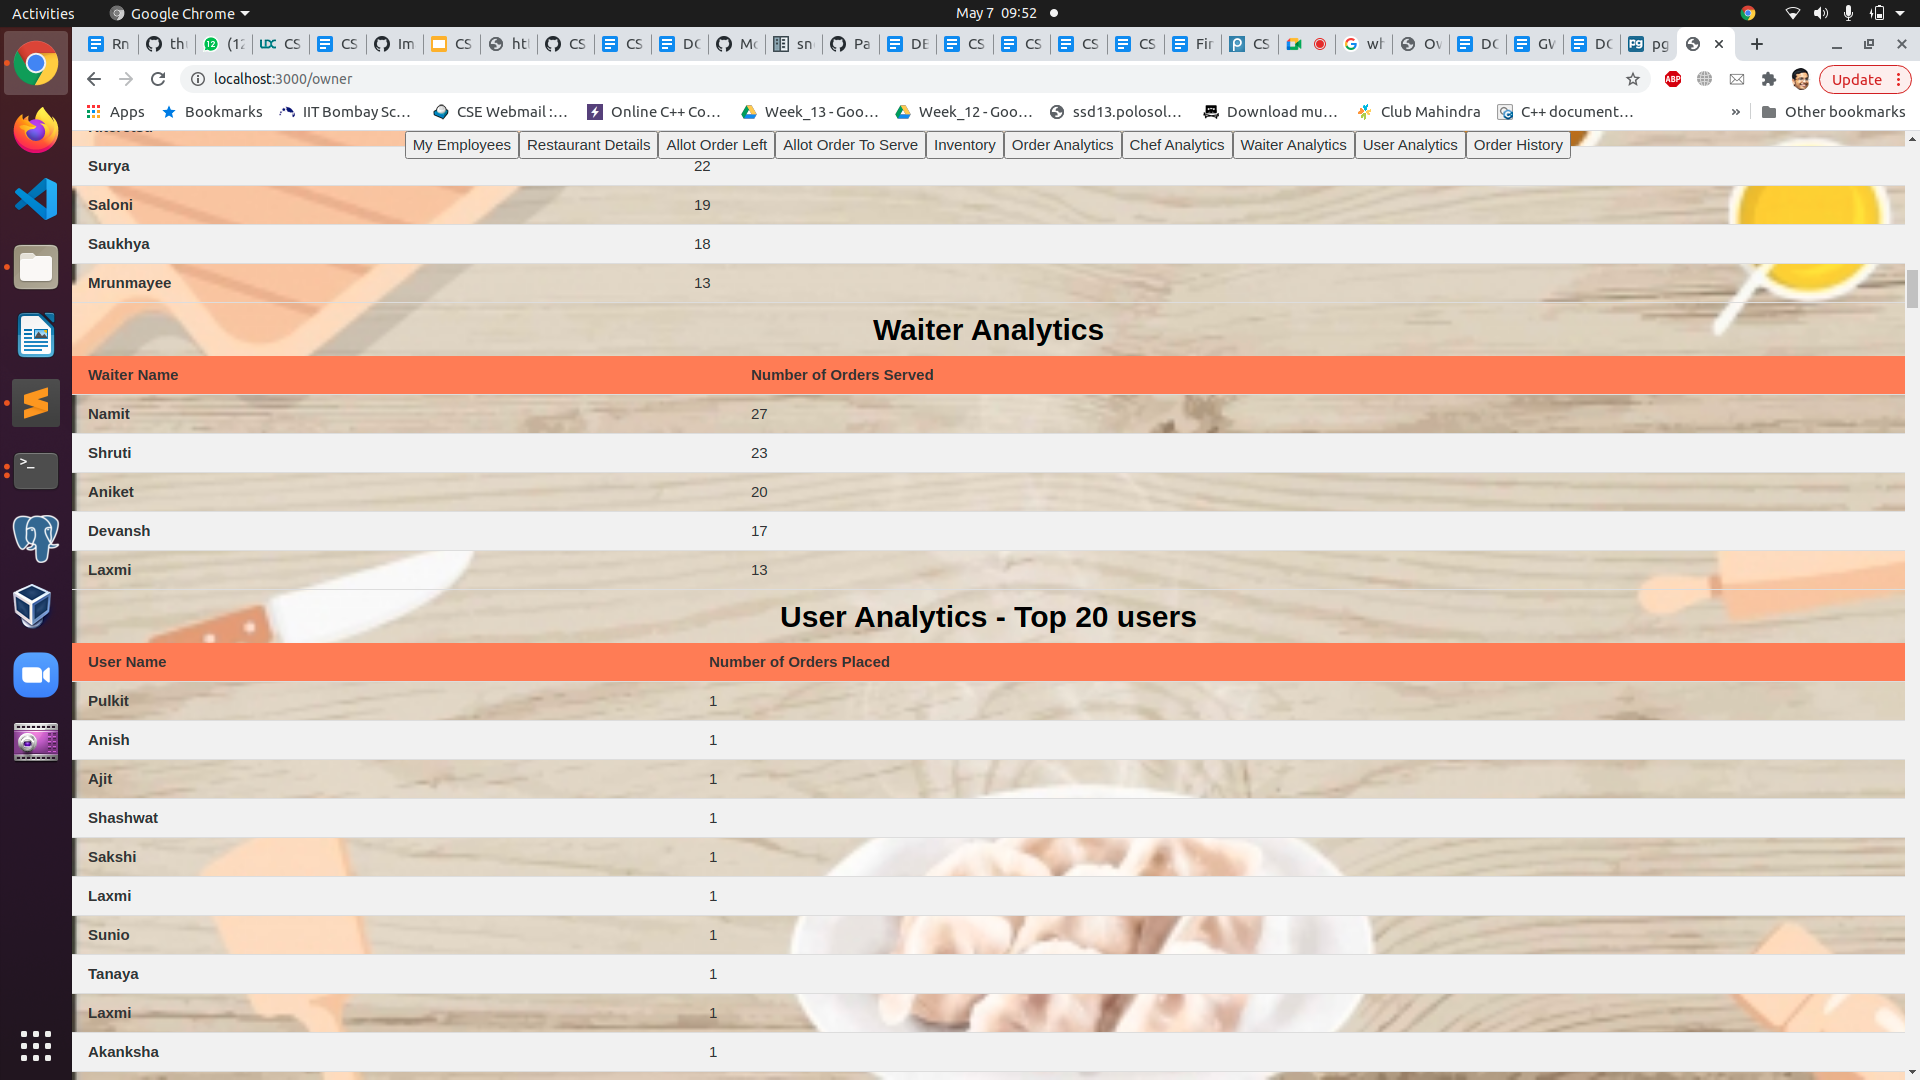 Activities Google Chrome May 7 09:52
Rn th (12 CS CS Im CS ht CS CS DC Mc sn Pa DE CS CS CS CS Fir CS wh Ov DC GV DC pg
localhost:3000/owner Update
Apps Bookmarks IIT Bombay Sc… CSE Webmail :… Online C++ Co… Week_13 - Goo… Week_12 - Goo… ssd13.polosol… Download mu… Club Mahindra C++ document… » Other bookmarks
My Employees Restaurant Details Allot Order Left Allot Order To Serve Inventory Order Analytics Chef Analytics Waiter Analytics User Analytics Order History
Surya 22
Saloni 19
Saukhya 18
Mrunmayee 13
Waiter Analytics
Waiter Name Number of Orders Served
Namit 27
Shruti 23
Aniket 20
Devansh 17
Laxmi 13
User Analytics - Top 20 users
User Name Number of Orders Placed
Pulkit 1
Anish 1
Ajit 1
Shashwat 1
Sakshi 1
Laxmi 1
Sunio 1
Tanaya 1
Laxmi 1
Akanksha 1